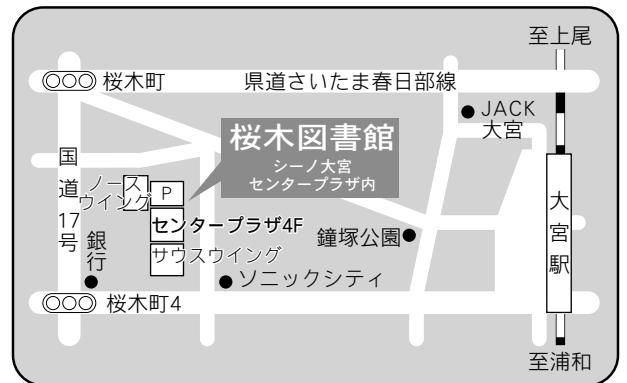 至上尾
桜木町
県道さいたま春日部線
JACK
大宮
桜木図書館
シーノ大宮
センタープラザ内
国道17号
ノース
ウイング
P
センタープラザ4F
サウスウイング
銀行
鐘塚公園
大宮駅
ソニックシティ
桜木町4
至浦和